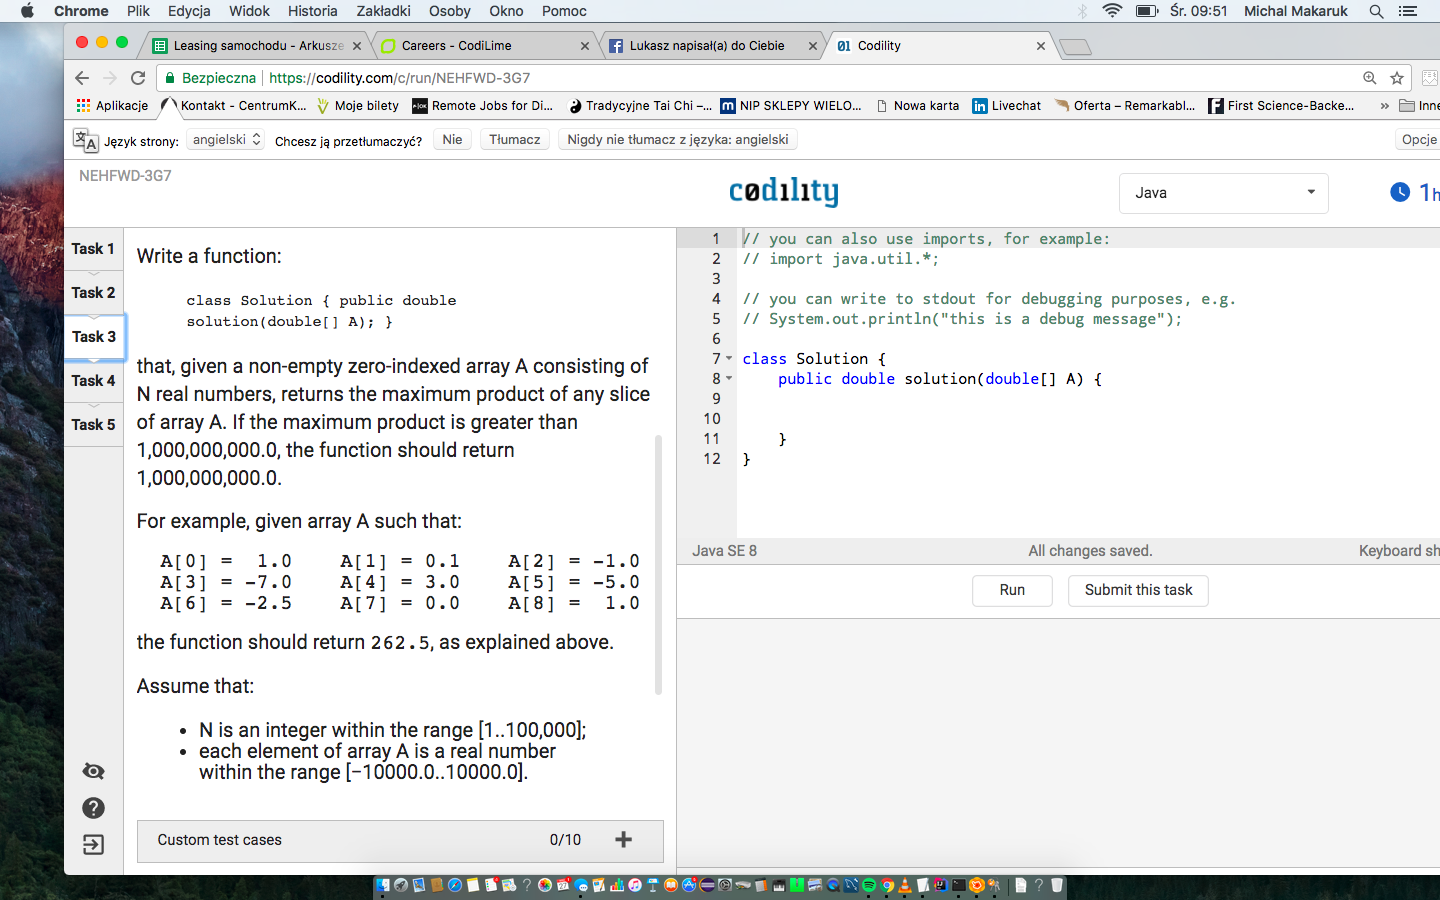 Chrome Plik Edycja Widok Historia Zakładki Osoby Okno Pomoc Śr. 09:51 Michal Makaruk
Leasing samochodu - Arkusze Careers - CodiLime Lukasz napisał(a) do Ciebie Codility
Bezpieczna https://codility.com/c/run/NEHFWD-3G7
Aplikacje Kontakt - CentrumK... Moje bilety Remote Jobs for Di... Tradycyjne Tai Chi –... NIP SKLEPY WIELO... Nowa karta Livechat Oferta – Remarkabl... First Science-Backe... » Inne
Język strony: angielski Chcesz ją przetłumaczyć? Nie Tłumacz Nigdy nie tłumacz z języka: angielski Opcje
NEHFWD-3G7
codility
Java
1h
Task 1
Task 2
Task 3
Task 4
Task 5
Write a function:
class Solution { public double
solution(double[] A); }
that, given a non-empty zero-indexed array A consisting of
N real numbers, returns the maximum product of any slice
of array A. If the maximum product is greater than
1,000,000,000.0, the function should return
1,000,000,000.0.
For example, given array A such that:
A[0] = 1.0 A[1] = 0.1 A[2] = -1.0
A[3] = -7.0 A[4] = 3.0 A[5] = -5.0
A[6] = -2.5 A[7] = 0.0 A[8] = 1.0
the function should return 262.5, as explained above.
Assume that:
• N is an integer within the range [1..100,000];
• each element of array A is a real number
within the range [−10000.0..10000.0].
Custom test cases 0/10 +
1 // you can also use imports, for example:
2 // import java.util.*;
3
4 // you can write to stdout for debugging purposes, e.g.
5 // System.out.println("this is a debug message");
6
7 class Solution {
8 public double solution(double[] A) {
9
10
11 }
12 }
Java SE 8 All changes saved. Keyboard sh
Run Submit this task